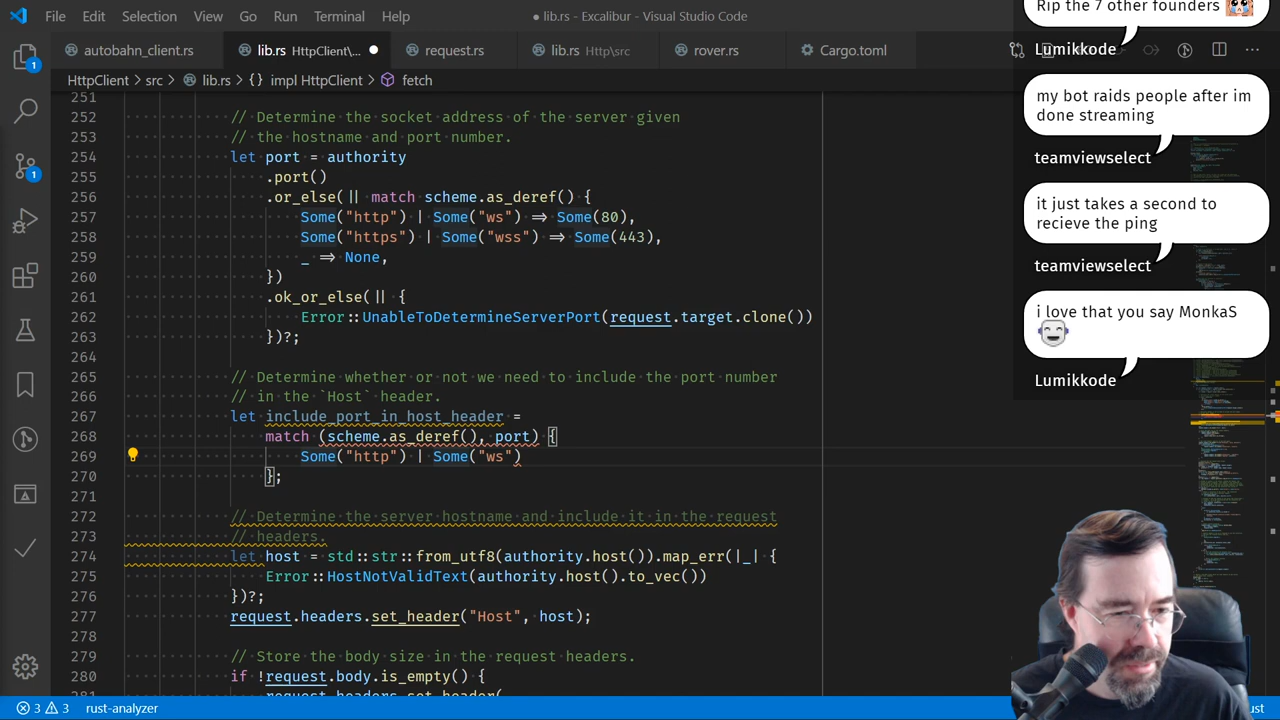 File Edit Selection View Go Run Terminal Help
● lib.rs - Excalibur - Visual Studio Code
autobahn_client.rs
lib.rs HttpClient\... ●
request.rs
lib.rs Http\src
rover.rs
Cargo.toml
HttpClient > src > lib.rs > {} impl HttpClient > fetch
251
252 // Determine the socket address of the server given
253 // the hostname and port number.
254 let port = authority
255 .port()
256 .or_else(|| match scheme.as_deref() {
257 Some("http") | Some("ws") => Some(80),
258 Some("https") | Some("wss") => Some(443),
259 _ => None,
260 })
261 .ok_or_else(|| {
262 Error::UnableToDetermineServerPort(request.target.clone())
263 })?;
264
265 // Determine whether or not we need to include the port number
266 // in the `Host` header.
267 let include_port_in_host_header =
268 match (scheme.as_deref(), port) {
269 Some("http") | Some("ws")
270 };
271
272 // Determine the server hostname and include it in the request
273 // headers.
274 let host = std::str::from_utf8(authority.host()).map_err(|_| {
275 Error::HostNotValidText(authority.host().to_vec())
276 })?;
277 request.headers.set_header("Host", host);
278
279 // Store the body size in the request headers.
280 if !request.body.is_empty() {
281 request.headers.set_header(
Rip the 7 other founders
Lumikkode
my bot raids people after im
done streaming
teamviewselect
it just takes a second to
recieve the ping
teamviewselect
i love that you say MonkaS
Lumikkode
1
1
3 3 rust-analyzer